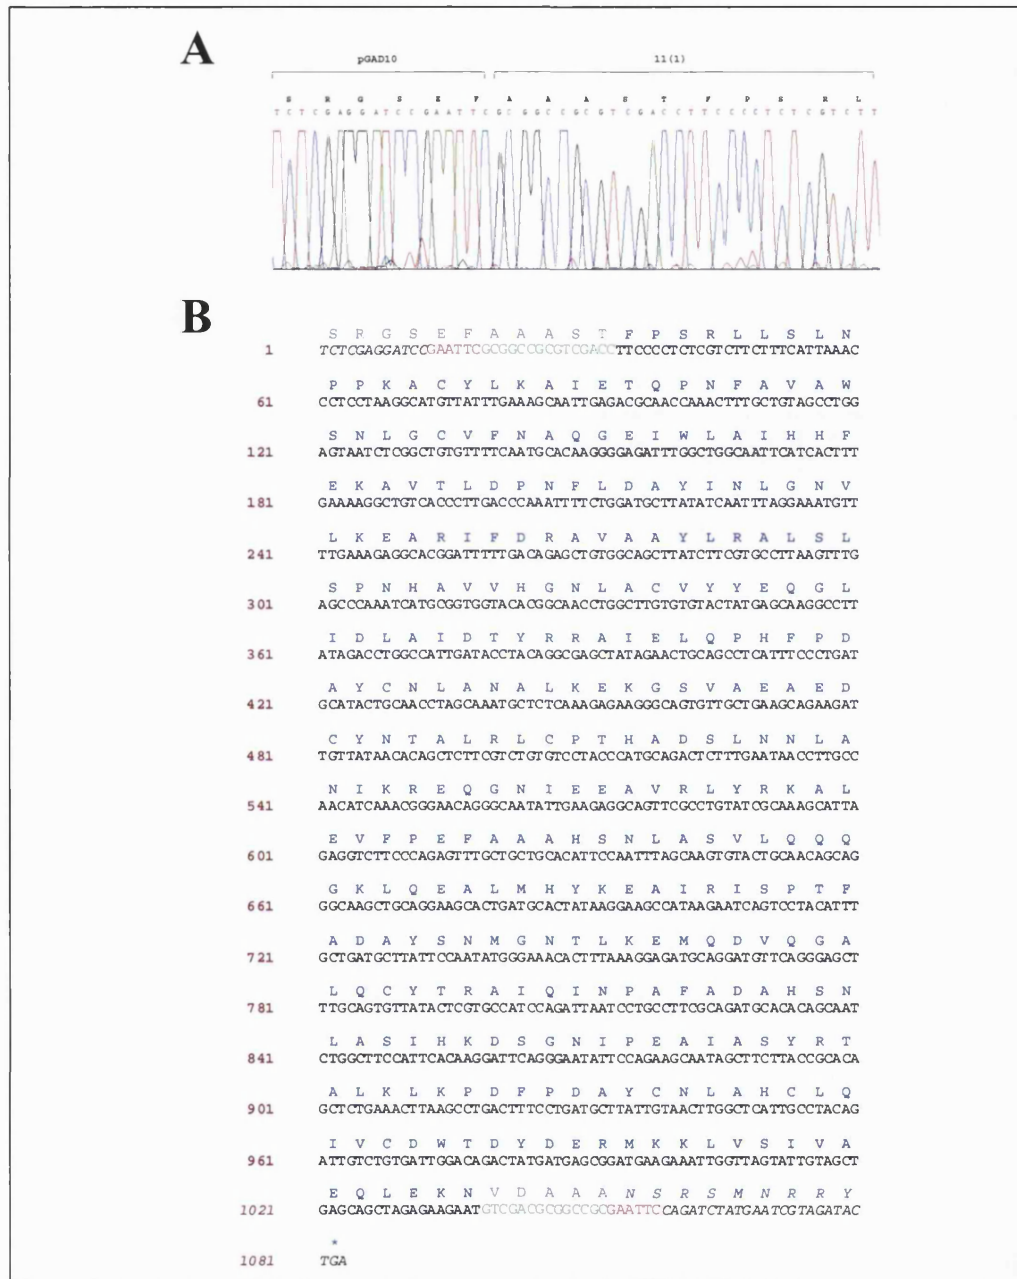 A
pGAD10 11(1)
S R G S E F A A A S T F P S R L
T C T C G A G G A T C C G A A T T C G C G G C C G C G T C G A C C T T C C C C T C T C G T C T T
B
S R G S E F A A A S T F P S R L L S L N
1 TCTCGAGGATCCGAATTCGCGGCCGCGTCGACCTTCCCCTCTCGTCTTCTTTCATTAAAC
P P K A C Y L K A I E T Q P N F A V A W
61 CCTCCTAAGGCATGTTATTTGAAAGCAATTGAGACGCAACCAAACTTTGCTGTAGCCTGG
S N L G C V F N A Q G E I W L A I H H F
121 AGTAATCTCGGCTGTGTTTTCAATGCACAAGGGGAGATTTGGCTGGCAATTCATCACTTT
E K A V T L D P N F L D A Y I N L G N V
181 GAAAAGGCTGTCACCCTTGACCCAAATTTTCTGGATGCTTATATCAATTTAGGAAATGTT
L K E A R I F D R A V A A Y L R A L S L
241 TTGAAAGAGGCACGGATTTTTGACAGAGCTGTGGCAGCTTATCTTCGTGCCTTAAGTTTG
S P N H A V V H G N L A C V Y Y E Q G L
301 AGCCCAAATCATGCGGTGGTACACGGCAACCTGGCTTGTGTGTACTATGAGCAAGGCCTT
I D L A I D T Y R R A I E L Q P H F P D
361 ATAGACCTGGCCATTGATACCTACAGGCGAGCTATAGAACTGCAGCCTCATTTCCCTGAT
A Y C N L A N A L K E K G S V A E A E D
421 GCATACTGCAACCTAGCAAATGCTCTCAAAGAGAAGGGCAGTGTTGCTGAAGCAGAAGAT
C Y N T A L R L C P T H A D S L N N L A
481 TGTTATAACACAGCTCTTCGTCTGTGTCCTACCCATGCAGACTCTTTGAATAACCTTGCC
N I K R E Q G N I E E A V R L Y R K A L
541 AACATCAAACGGGAACAGGGCAATATTGAAGAGGCAGTTCGCCTGTATCGCAAAGCATTA
E V F P E F A A A H S N L A S V L Q Q Q
601 GAGGTCTTCCCAGAGTTTGCTGCTGCACATTCCAATTTAGCAAGTGTACTGCAACAGCAG
G K L Q E A L M H Y K E A I R I S P T F
661 GGCAAGCTGCAGGAAGCACTGATGCACTATAAGGAAGCCATAAGAATCAGTCCTACATTT
A D A Y S N M G N T L K E M Q D V Q G A
721 GCTGATGCTTATTCCAATATGGGAAACACTTTAAAGGAGATGCAGGATGTTCAGGGAGCT
L Q C Y T R A I Q I N P A F A D A H S N
781 TTGCAGTGTTATACTCGTGCCATCCAGATTAATCCTGCCTTCGCAGATGCACACAGCAAT
L A S I H K D S G N I P E A I A S Y R T
841 CTGGCTTCCATTCACAAGGATTCAGGGAATATTCCAGAAGCAATAGCTTCTTACCGCACA
A L K L K P D F P D A Y C N L A H C L Q
901 GCTCTGAAACTTAAGCCTGACTTTCCTGATGCTTATTGTAACTTGGCTCATTGCCTACAG
I V C D W T D Y D E R M K K L V S I V A
961 ATTGTCTGTGATTGGACAGACTATGATGAGCGGATGAAGAAATTGGTTAGTATTGTAGCT
E Q L E K N V D A A A N S R S M N R R Y
1021 GAGCAGCTAGAGAAGAATGTCGACGCGGCCGCGAATTCCAGATCTATGAATCGTAGATAC
*
1081 TGA